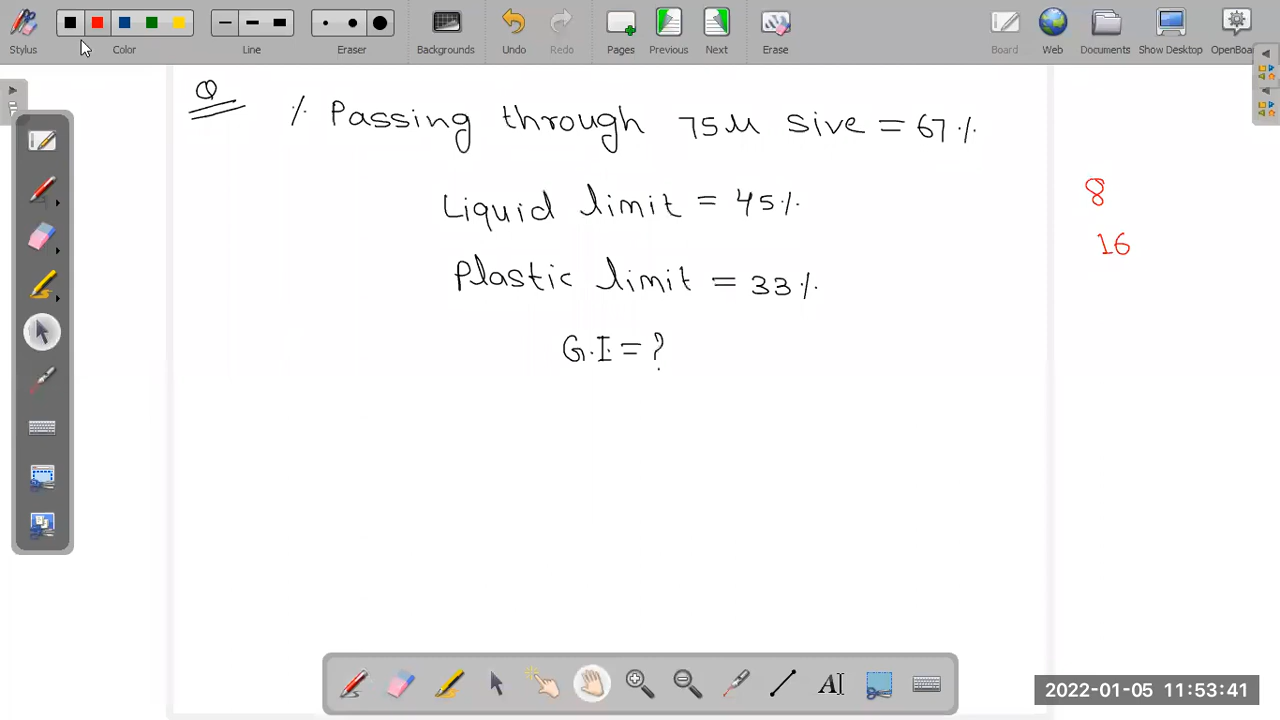 Stylus Color Line Eraser Backgrounds Undo Redo Pages Previous Next Erase Board Web Documents Show Desktop OpenBoard
Q % Passing through 75μ sive = 67%
Liquid limit = 45%
Plastic limit = 33%
G.I = ?
8
16
2022-01-05 11:53:41